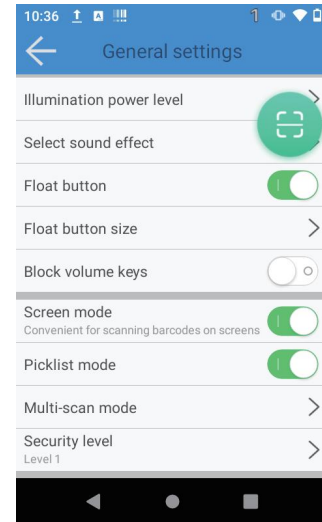 10:36
General settings
Illumination power level
Select sound effect
Float button
Float button size
Block volume keys
Screen mode
Convenient for scanning barcodes on screens
Picklist mode
Multi-scan mode
Security level
Level 1